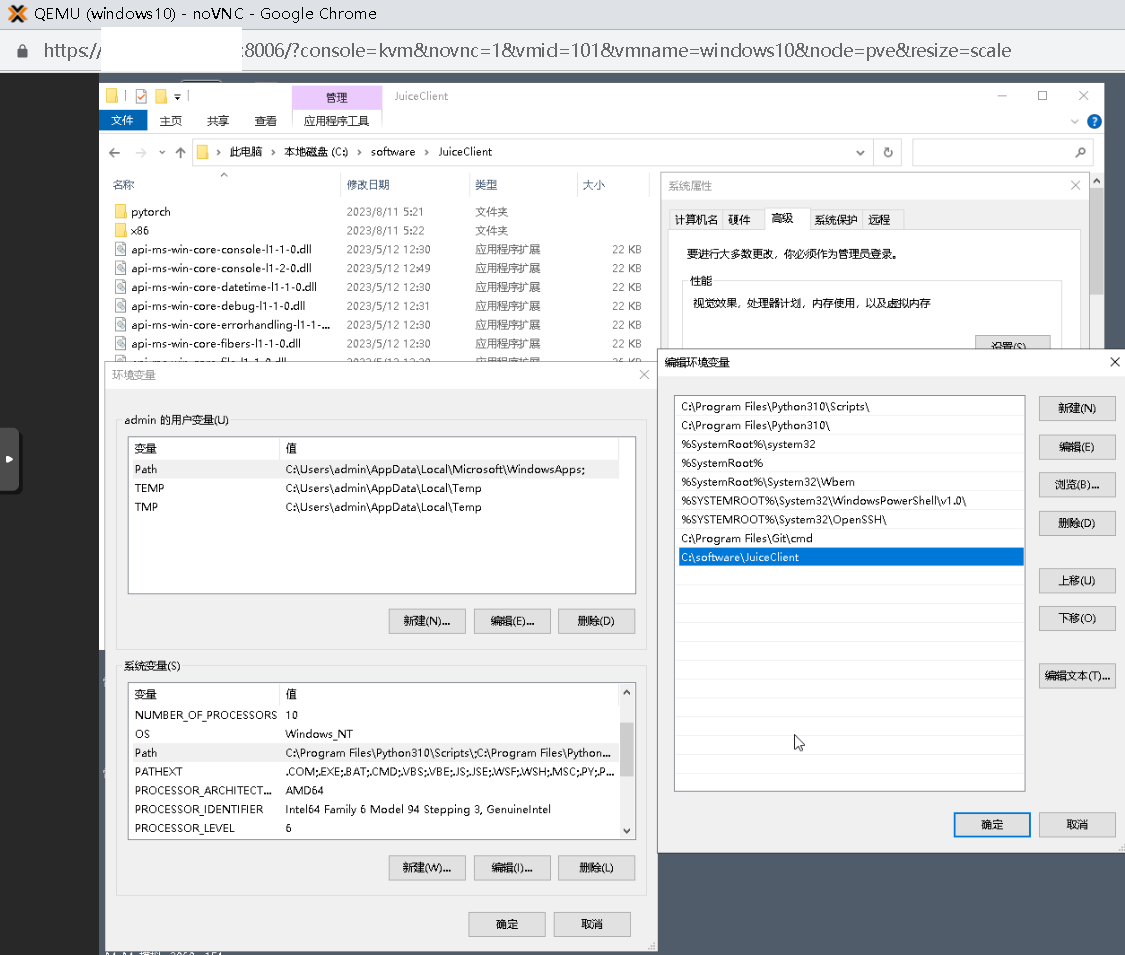 QEMU (windows10) - noVNC - Google Chrome
https://
:8006/?console=kvm&novnc=1&vmid=101&vmname=windows10&node=pve&resize=scale
管理
JuiceClient
文件
主页
共享
查看
应用程序工具
此电脑 › 本地磁盘 (C:) › software › JuiceClient
名称 修改日期 类型 大小
pytorch 2023/8/11 5:21 文件夹
x86 2023/8/11 5:22 文件夹
api-ms-win-core-console-l1-1-0.dll 2023/5/12 12:30 应用程序扩展 22 KB
api-ms-win-core-console-l1-2-0.dll 2023/5/12 12:49 应用程序扩展 22 KB
api-ms-win-core-datetime-l1-1-0.dll 2023/5/12 12:30 应用程序扩展 22 KB
api-ms-win-core-debug-l1-1-0.dll 2023/5/12 12:31 应用程序扩展 22 KB
api-ms-win-core-errorhandling-l1-1-... 2023/5/12 12:30 应用程序扩展 22 KB
api-ms-win-core-fibers-l1-1-0.dll 2023/5/12 12:30 应用程序扩展 22 KB
系统属性
计算机名 硬件 高级 系统保护 远程
要进行大多数更改，你必须作为管理员登录。
性能
视觉效果，处理器计划，内存使用，以及虚拟内存
设置(S)
环境变量
admin 的用户变量(U)
变量 值
Path C:\Users\admin\AppData\Local\Microsoft\WindowsApps;
TEMP C:\Users\admin\AppData\Local\Temp
TMP C:\Users\admin\AppData\Local\Temp
新建(N)... 编辑(E)... 删除(D)
系统变量(S)
变量 值
NUMBER_OF_PROCESSORS 10
OS Windows_NT
Path C:\Program Files\Python310\Scripts\;C:\Program Files\Python...
PATHEXT .COM;.EXE;.BAT;.CMD;.VBS;.VBE;.JS;.JSE;.WSF;.WSH;.MSC;.PY;.P...
PROCESSOR_ARCHITECT... AMD64
PROCESSOR_IDENTIFIER Intel64 Family 6 Model 94 Stepping 3, GenuineIntel
PROCESSOR_LEVEL 6
新建(W)... 编辑(I)... 删除(L)
确定 取消
编辑环境变量
C:\Program Files\Python310\Scripts\
C:\Program Files\Python310\
%SystemRoot%\system32
%SystemRoot%
%SystemRoot%\System32\Wbem
%SYSTEMROOT%\System32\WindowsPowerShell\v1.0\
%SYSTEMROOT%\System32\OpenSSH\
C:\Program Files\Git\cmd
C:\software\JuiceClient
新建(N)
编辑(E)
浏览(B)...
删除(D)
上移(U)
下移(O)
编辑文本(T)...
确定 取消